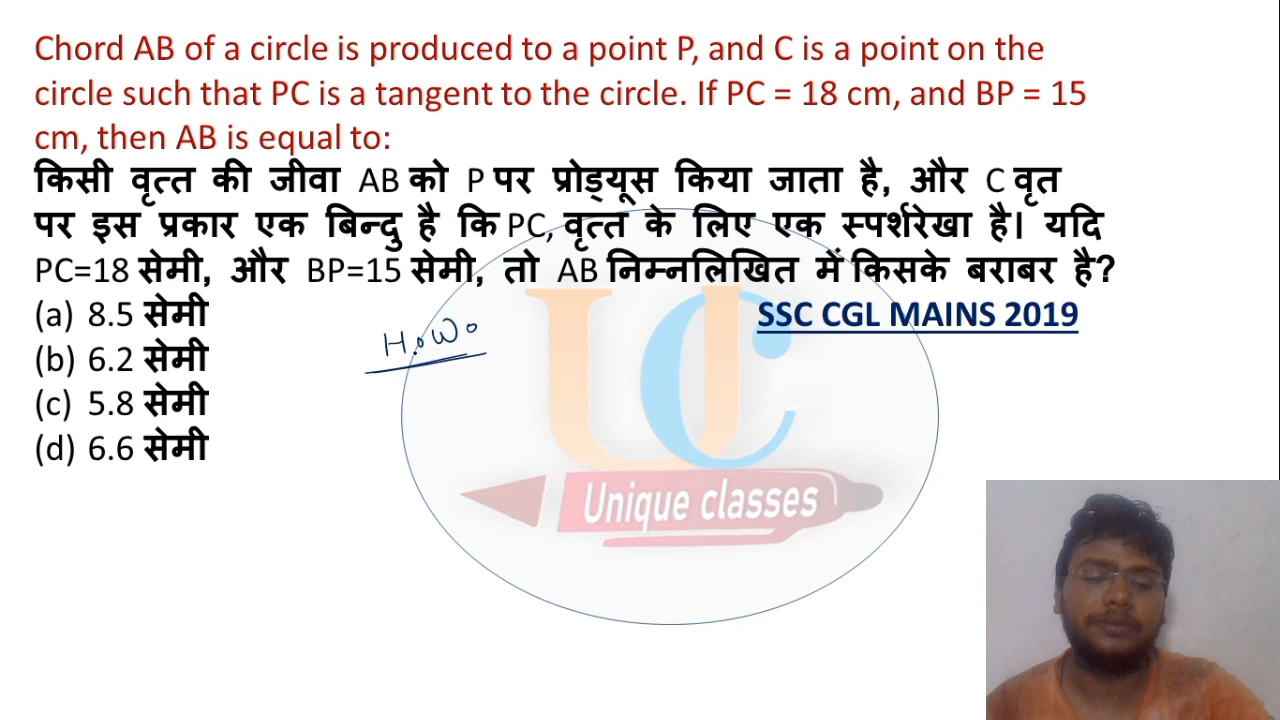 Chord AB of a circle is produced to a point P, and C is a point on the
circle such that PC is a tangent to the circle. If PC = 18 cm, and BP = 15
cm, then AB is equal to:
किसी वृत्त की जीवा AB को P पर प्रोड्यूस किया जाता है, और C वृत
पर इस प्रकार एक बिन्दु है कि PC, वृत्त के लिए एक स्पर्शरेखा है। यदि
PC=18 सेमी, और BP=15 सेमी, तो AB निम्नलिखित में किसके बराबर है?
(a) 8.5 सेमी
SSC CGL MAINS 2019
(b) 6.2 सेमी
(c) 5.8 सेमी
(d) 6.6 सेमी
H.W.
UC
Unique classes